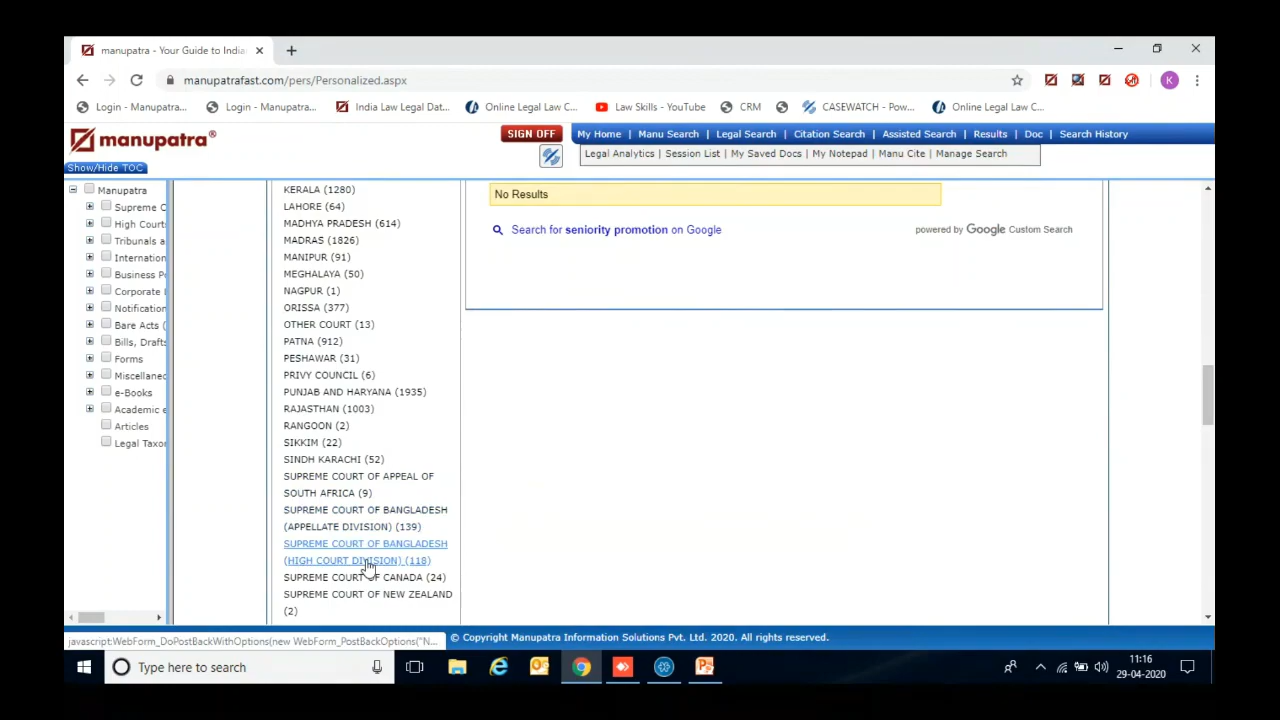 manupatra - Your Guide to India
manupatrafast.com/pers/Personalized.aspx
K
Login - Manupatra... Login - Manupatra... India Law Legal Dat... Online Legal Law C... Law Skills - YouTube CRM CASEWATCH - Pow... Online Legal Law C...
manupatra®
SIGN OFF
My Home | Manu Search | Legal Search | Citation Search | Assisted Search | Results | Doc | Search History
Legal Analytics | Session List | My Saved Docs | My Notepad | Manu Cite | Manage Search
Show/Hide TOC
Manupatra
Supreme C
High Courts
Tribunals a
Internation
Business Po
Corporate
Notification
Bare Acts (
Bills, Drafts
Forms
Miscellaned
e-Books
Academic e
Articles
Legal Taxon
KERALA (1280)
LAHORE (64)
MADHYA PRADESH (614)
MADRAS (1826)
MANIPUR (91)
MEGHALAYA (50)
NAGPUR (1)
ORISSA (377)
OTHER COURT (13)
PATNA (912)
PESHAWAR (31)
PRIVY COUNCIL (6)
PUNJAB AND HARYANA (1935)
RAJASTHAN (1003)
RANGOON (2)
SIKKIM (22)
SINDH KARACHI (52)
SUPREME COURT OF APPEAL OF
SOUTH AFRICA (9)
SUPREME COURT OF BANGLADESH
(APPELLATE DIVISION) (139)
SUPREME COURT OF BANGLADESH
(HIGH COURT DIVISION) (118)
SUPREME COURT OF CANADA (24)
SUPREME COURT OF NEW ZEALAND
(2)
No Results
Search for seniority promotion on Google
powered by Google Custom Search
javascript:WebForm_DoPostBackWithOptions(new WebForm_PostBackOptions("N...
© Copyright Manupatra Information Solutions Pvt. Ltd. 2020. All rights reserved.
Type here to search
11:16
29-04-2020